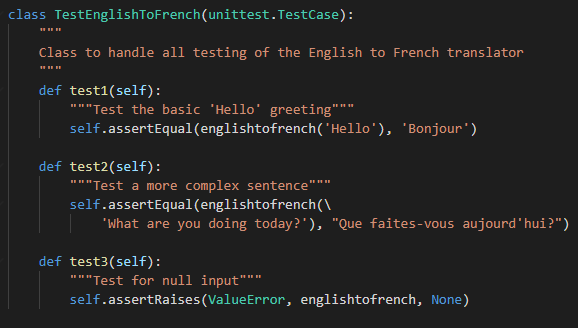 class TestEnglishToFrench(unittest.TestCase):
    """
    Class to handle all testing of the English to French translator
    """
    def test1(self):
        """Test the basic 'Hello' greeting"""
        self.assertEqual(englishtofrench('Hello'), 'Bonjour')

    def test2(self):
        """Test a more complex sentence"""
        self.assertEqual(englishtofrench(\
            'What are you doing today?'), "Que faites-vous aujourd'hui?")

    def test3(self):
        """Test for null input"""
        self.assertRaises(ValueError, englishtofrench, None)